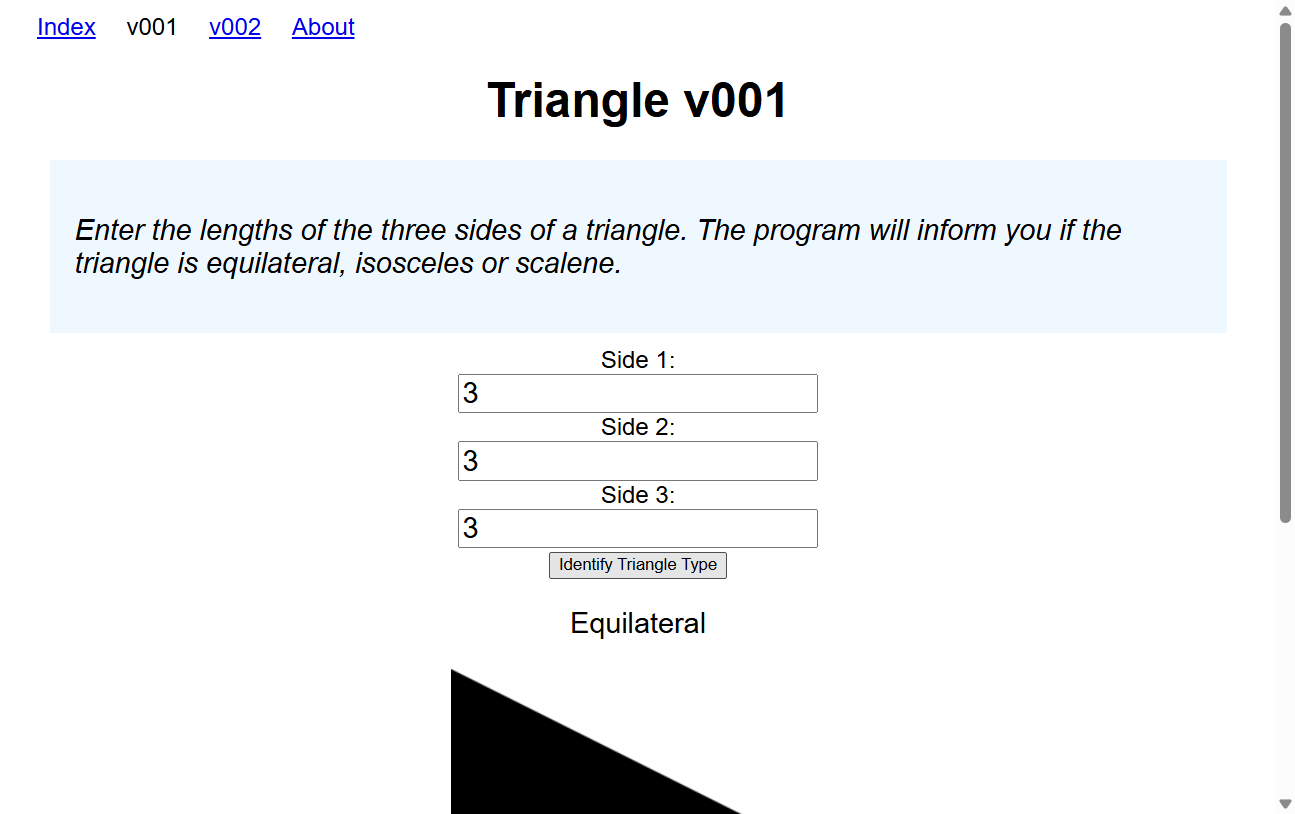 Index v001 v002 About
Triangle v001
Enter the lengths of the three sides of a triangle. The program will inform you if the
triangle is equilateral, isosceles or scalene.
Side 1:
3
Side 2:
3
Side 3:
3
Identify Triangle Type
Equilateral